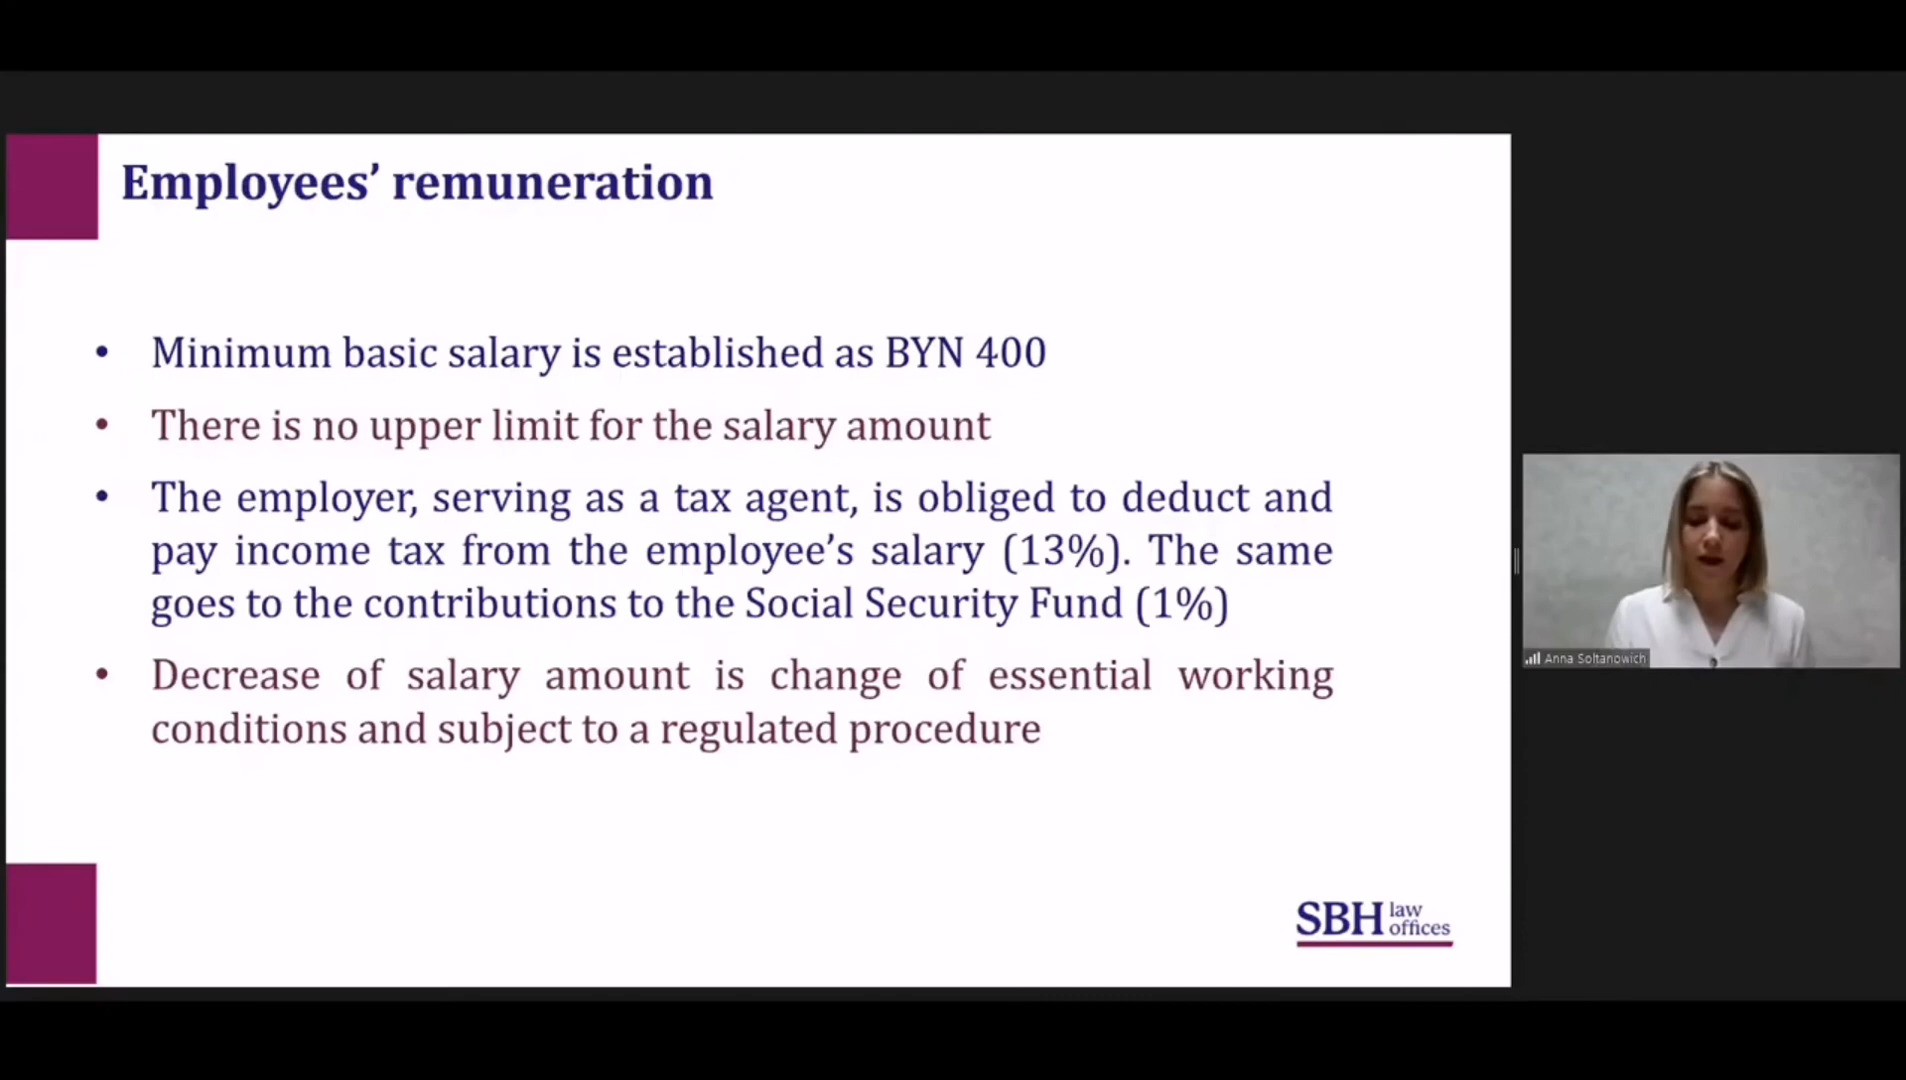 Employees’ remuneration
• Minimum basic salary is established as BYN 400
• There is no upper limit for the salary amount
• The employer, serving as a tax agent, is obliged to deduct and
pay income tax from the employee’s salary (13%). The same
goes to the contributions to the Social Security Fund (1%)
• Decrease of salary amount is change of essential working
conditions and subject to a regulated procedure
SBH law
offices
Anna Soltanowich